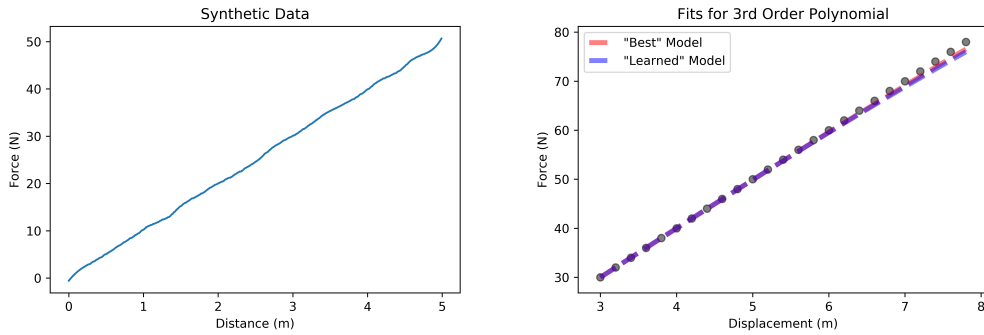 Synthetic Data
Force (N)
50
40
30
20
10
0
0 1 2 3 4 5
Distance (m)
Fits for 3rd Order Polynomial
"Best" Model
"Learned" Model
Force (N)
80
70
60
50
40
30
3 4 5 6 7 8
Displacement (m)